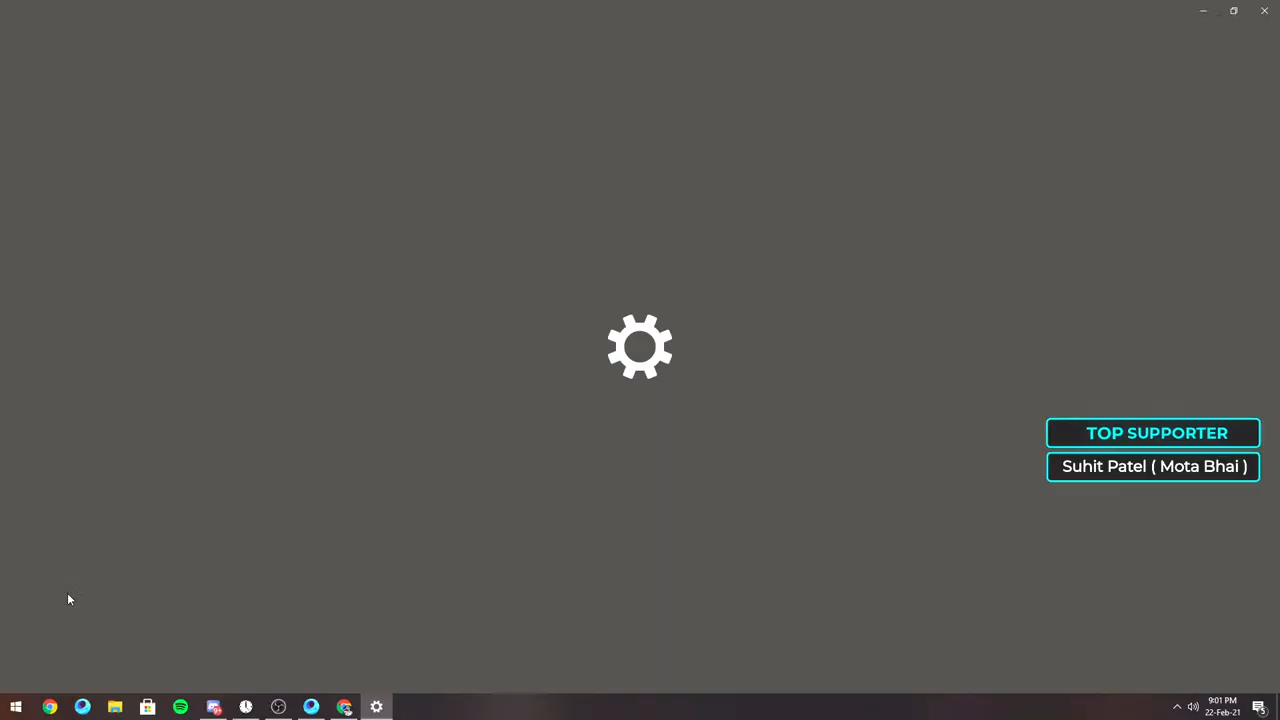 TOP SUPPORTER
Suhit Patel ( Mota Bhai )
9:01 PM
22-Feb-21